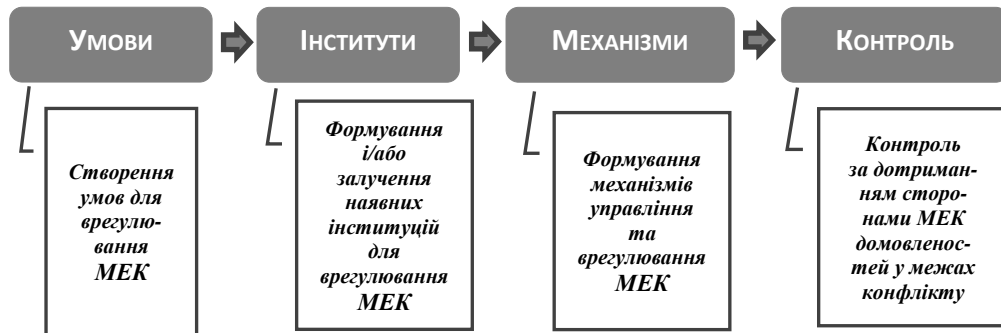 Умови
Інститути
Механізми
Контроль
Створення
умов для
врегулю-
вання
МЕК
Формування
і/або
залучення
наявних
інституцій
для
врегулювання
МЕК
Формування
механізмів
управління
та
врегулювання
МЕК
Контроль
за дотриман-
ням сторо-
нами МЕК
домовленос-
тей у межах
конфлікту